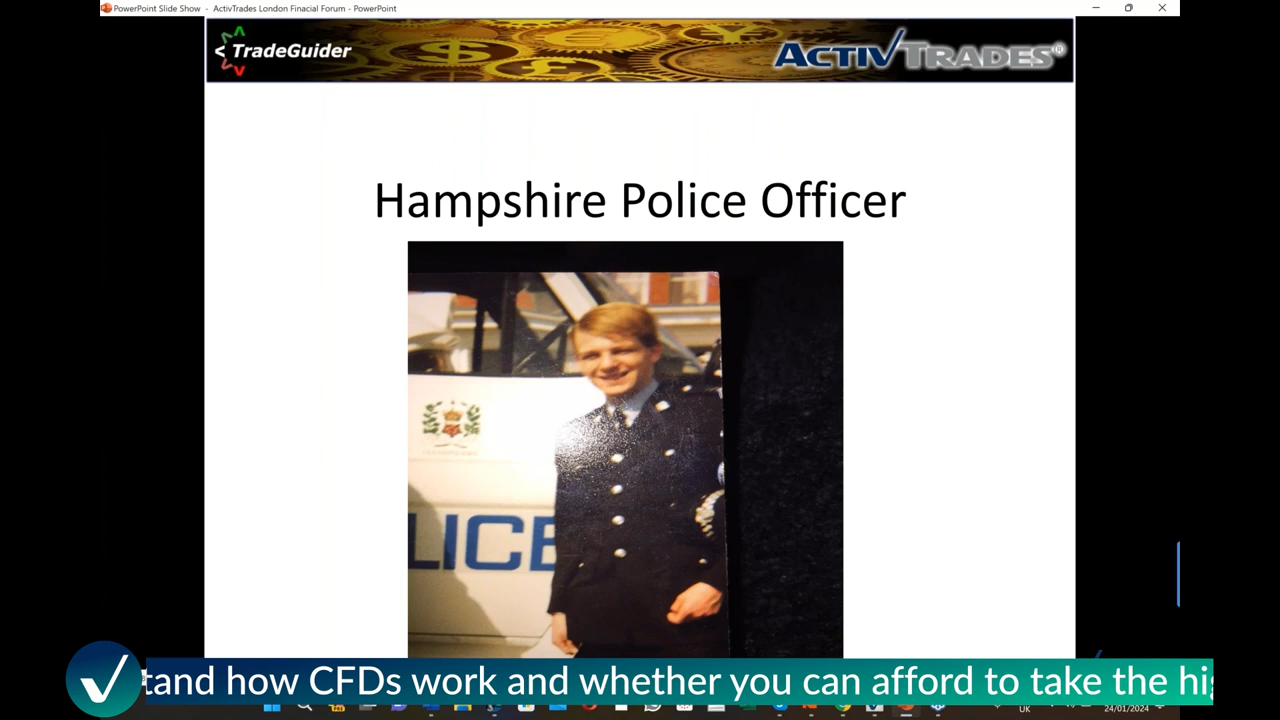 PowerPoint Slide Show - ActivTrades London Finacial Forum - PowerPoint
TradeGuider
ACTIVTRADES®
Hampshire Police Officer
LICE
tand how CFDs work and whether you can afford to take the hi
UK
24/01/2024